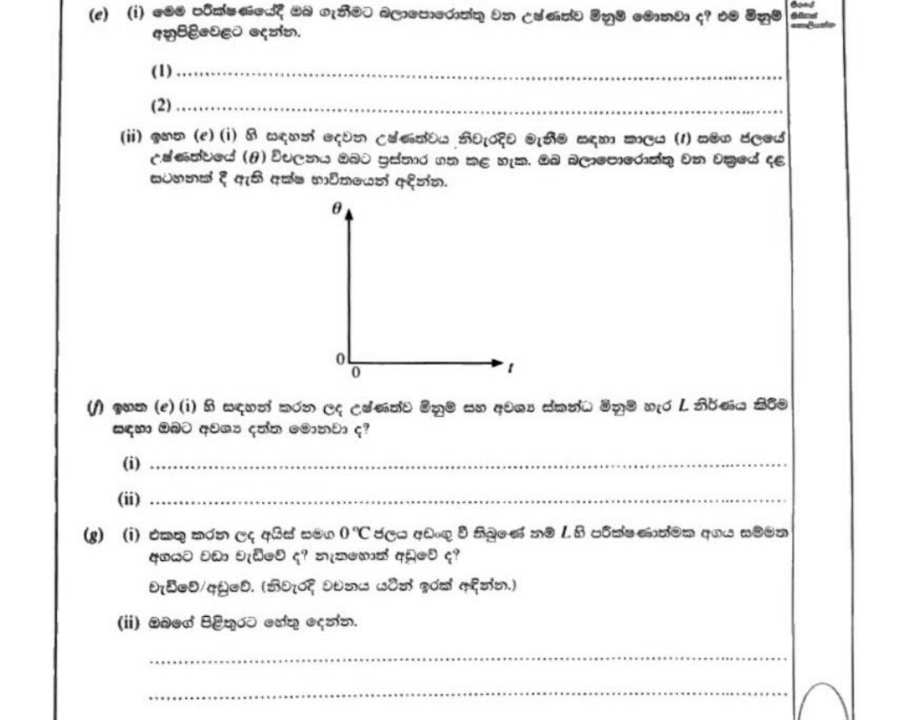 මෙම
(e) (i) මෙම පරීක්ෂණයේදී ඔබ ගැනීමට බලාපොරොත්තු වන උෂ්ණත්ව මිනුම් මොනවා ද? එම මිනුම්
අනුපිළිවෙළට දෙන්න.
(1)
(2)
(ii) ඉහත (e) (i) හි සඳහන් දෙවන උෂ්ණත්වය නිවැරදිව මැනීම සඳහා කාලය (t) සමග ජලයේ
උෂ්ණත්වයේ (θ) විචලනය ඔබට ප්‍රස්තාර ගත කළ හැක. ඔබ බලාපොරොත්තු වන වක්‍රයේ දළ
සටහනක් දී ඇති අක්ෂ භාවිතයෙන් අඳින්න.
θ
0
0
t
(f) ඉහත (e) (i) හි සඳහන් කරන ලද උෂ්ණත්ව මිනුම් සහ අවශ්‍ය ස්කන්ධ මිනුම් හැර L නිර්ණය කිරීම
සඳහා ඔබට අවශ්‍ය දත්ත මොනවා ද?
(i)
(ii)
(g) (i) එකතු කරන ලද අයිස් සමග 0 °C ජලය අඩංගු වී තිබුණේ නම් L හි පරීක්ෂණාත්මක අගය සම්මත
අගයට වඩා වැඩිවේ ද? නැතහොත් අඩුවේ ද?
වැඩිවේ/අඩුවේ. (නිවැරදි වචනය යටින් ඉරක් අඳින්න.)
(ii) ඔබගේ පිළිතුරට හේතු දෙන්න.